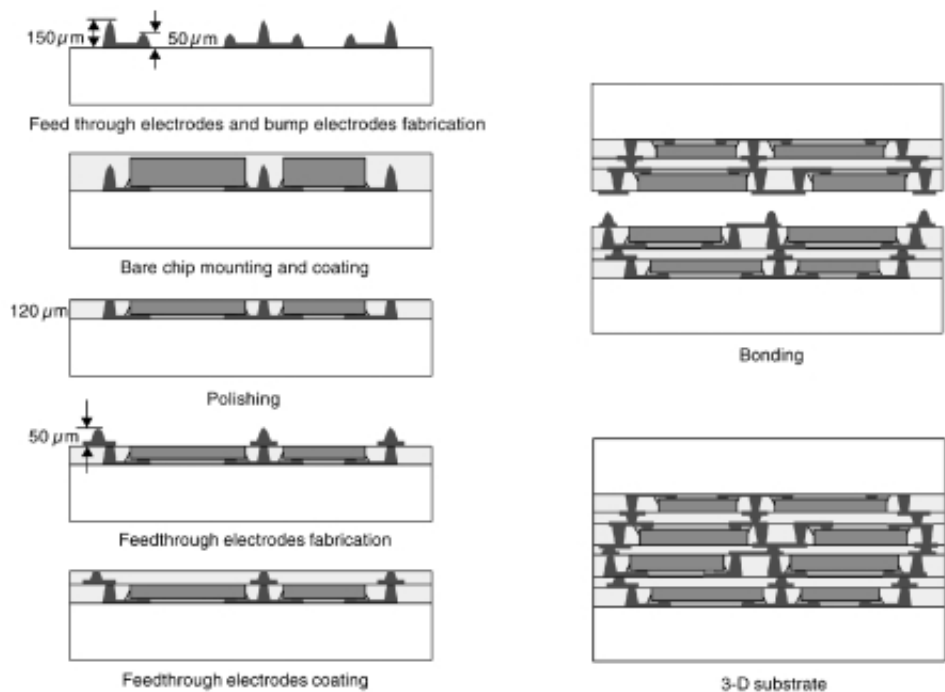 150 μm
50 μm
Feed through electrodes and bump electrodes fabrication
Bare chip mounting and coating
120 μm
Polishing
50 μm
Feedthrough electrodes fabrication
Feedthrough electrodes coating
Bonding
3-D substrate